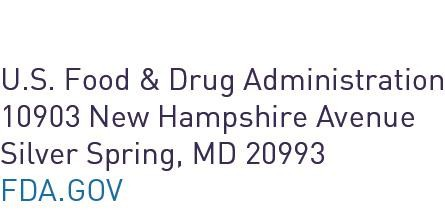 U.S. Food & Drug Administration
10903 New Hampshire Avenue
Silver Spring, MD 20993
FDA.GOV